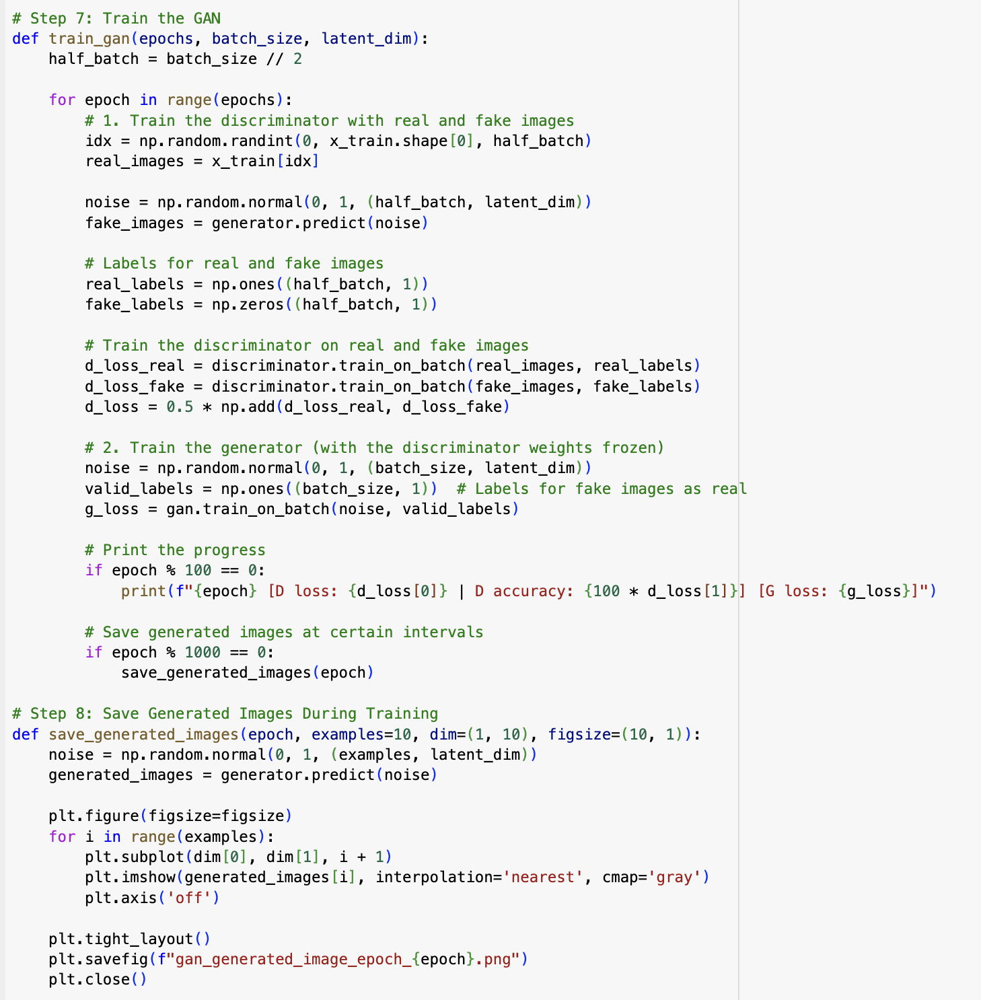 # Step 7: Train the GAN
def train_gan(epochs, batch_size, latent_dim):
    half_batch = batch_size // 2

    for epoch in range(epochs):
        # 1. Train the discriminator with real and fake images
        idx = np.random.randint(0, x_train.shape[0], half_batch)
        real_images = x_train[idx]

        noise = np.random.normal(0, 1, (half_batch, latent_dim))
        fake_images = generator.predict(noise)

        # Labels for real and fake images
        real_labels = np.ones((half_batch, 1))
        fake_labels = np.zeros((half_batch, 1))

        # Train the discriminator on real and fake images
        d_loss_real = discriminator.train_on_batch(real_images, real_labels)
        d_loss_fake = discriminator.train_on_batch(fake_images, fake_labels)
        d_loss = 0.5 * np.add(d_loss_real, d_loss_fake)

        # 2. Train the generator (with the discriminator weights frozen)
        noise = np.random.normal(0, 1, (batch_size, latent_dim))
        valid_labels = np.ones((batch_size, 1))  # Labels for fake images as real
        g_loss = gan.train_on_batch(noise, valid_labels)

        # Print the progress
        if epoch % 100 == 0:
            print(f"{epoch} [D loss: {d_loss[0]} | D accuracy: {100 * d_loss[1]}] [G loss: {g_loss}]")

        # Save generated images at certain intervals
        if epoch % 1000 == 0:
            save_generated_images(epoch)

# Step 8: Save Generated Images During Training
def save_generated_images(epoch, examples=10, dim=(1, 10), figsize=(10, 1)):
    noise = np.random.normal(0, 1, (examples, latent_dim))
    generated_images = generator.predict(noise)

    plt.figure(figsize=figsize)
    for i in range(examples):
        plt.subplot(dim[0], dim[1], i + 1)
        plt.imshow(generated_images[i], interpolation='nearest', cmap='gray')
        plt.axis('off')

    plt.tight_layout()
    plt.savefig(f"gan_generated_image_epoch_{epoch}.png")
    plt.close()